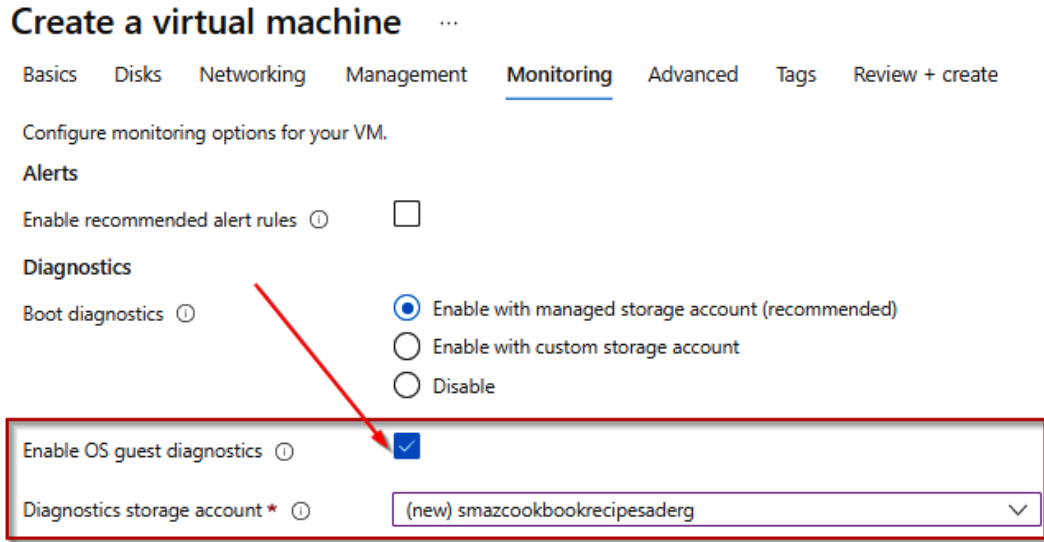 Create a virtual machine ...
Basics Disks Networking Management Monitoring Advanced Tags Review + create
Configure monitoring options for your VM.
Alerts
Enable recommended alert rules
Diagnostics
Boot diagnostics
Enable with managed storage account (recommended)
Enable with custom storage account
Disable
Enable OS guest diagnostics
Diagnostics storage account *
(new) smazcookbookrecipesaderg